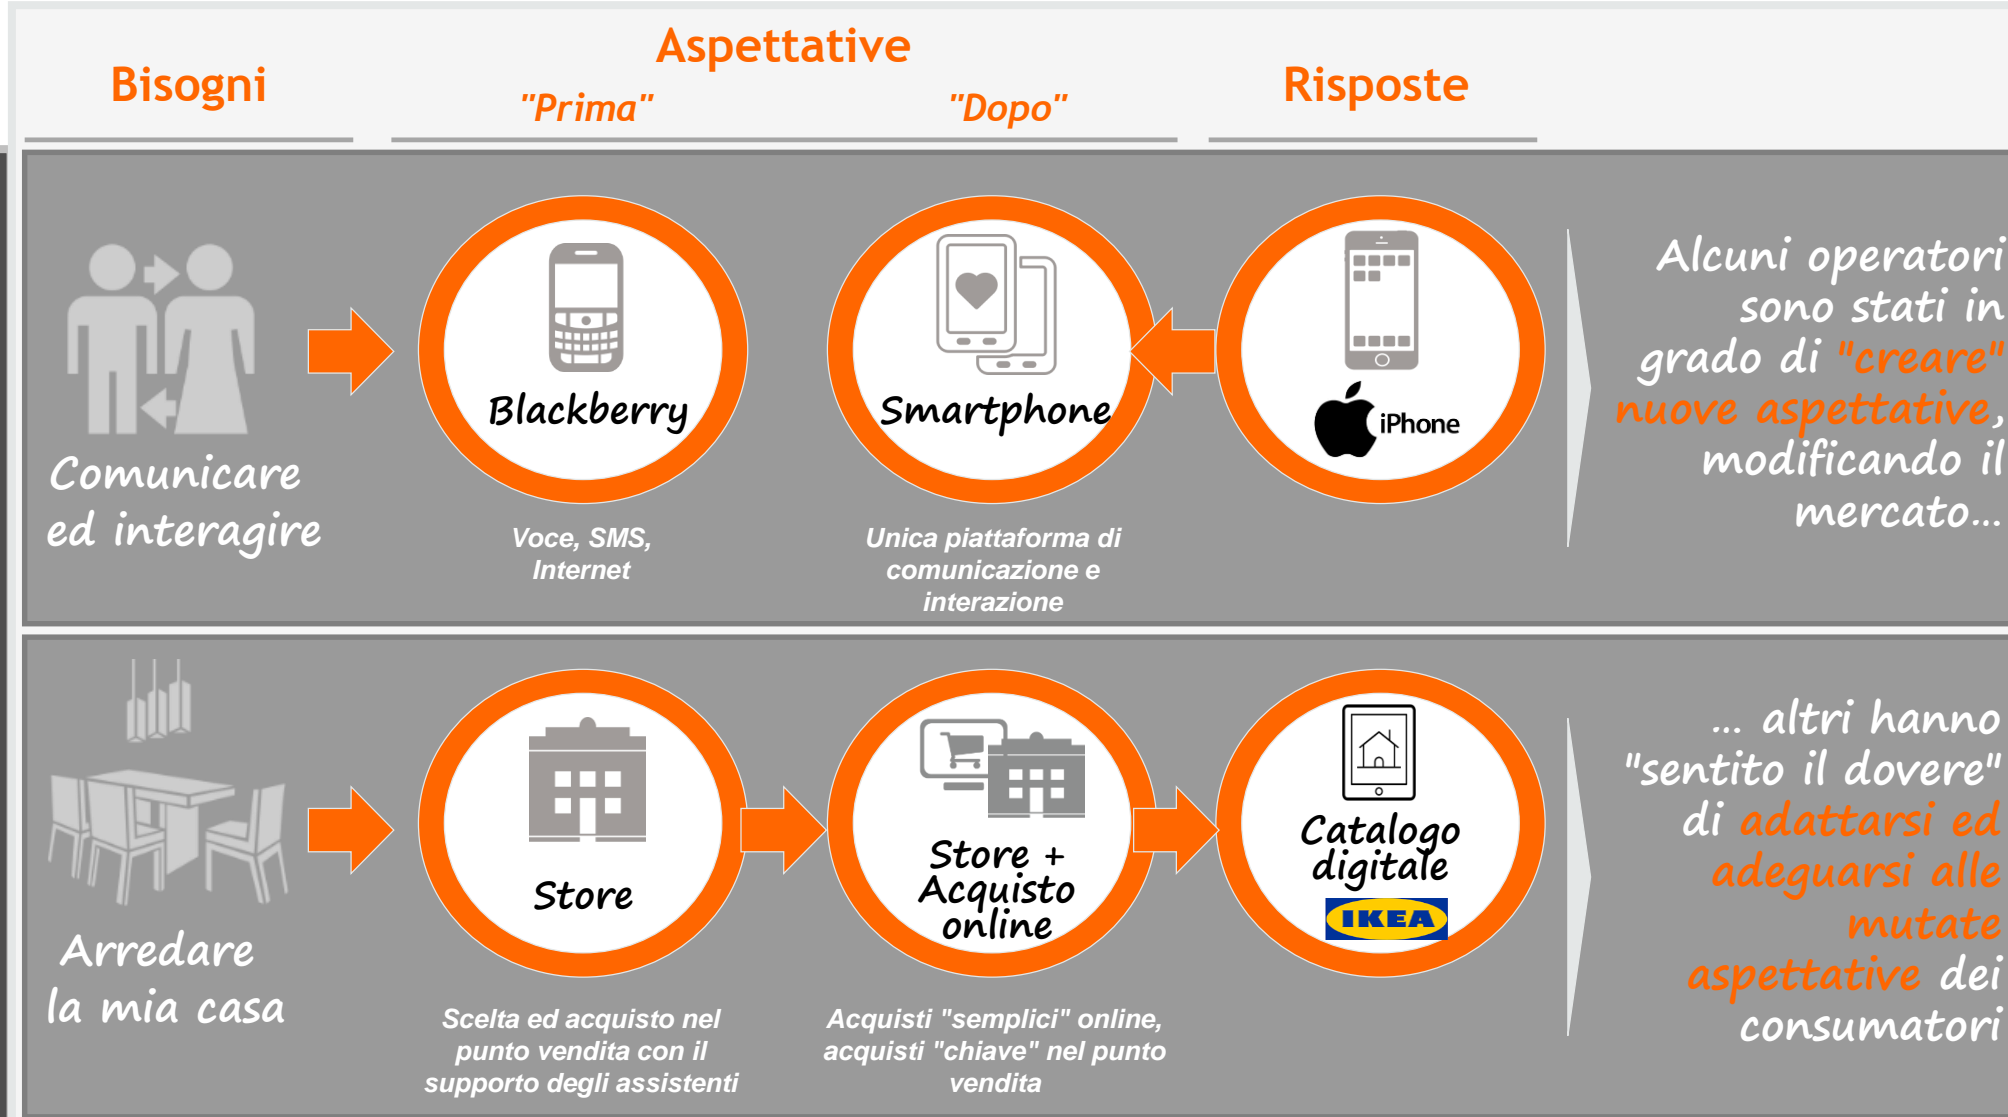 Aspettative
Bisogni
"Prima"
"Dopo"
Risposte
Comunicare
ed interagire
Blackberry
Voce, SMS,
Internet
Smartphone
Unica piattaforma di
comunicazione e
interazione
iPhone
Alcuni operatori
sono stati in
grado di "creare"
nuove aspettative,
modificando il
mercato...
Arredare
la mia casa
Store
Scelta ed acquisto nel
punto vendita con il
supporto degli assistenti
Store +
Acquisto
online
Acquisti "semplici" online,
acquisti "chiave" nel punto
vendita
Catalogo
digitale
IKEA
... altri hanno
"sentito il dovere"
di adattarsi ed
adeguarsi alle
mutate
aspettative dei
consumatori